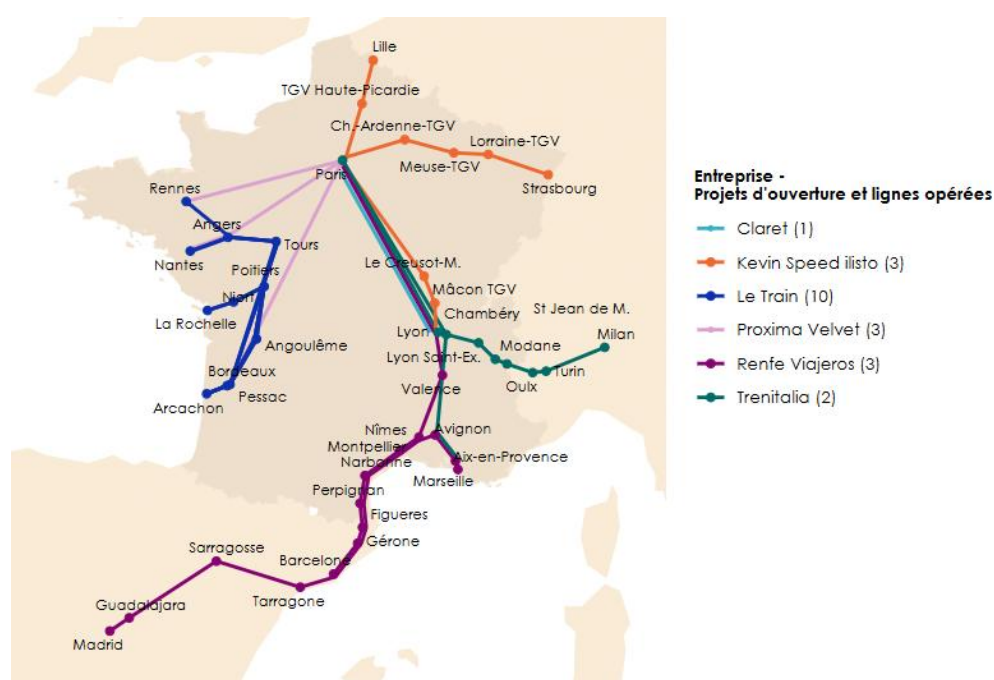 Lille
TGV Haute-Picardie
Ch.-Ardenne-TGV
Lorraine-TGV
Meuse-TGV
Paris
Strasbourg
Rennes
Angers
Tours
Nantes
Poitiers
Le Creusot-M.
Niort
Mâcon TGV
La Rochelle
Chambéry
St Jean de M.
Lyon
Milan
Angoulême
Modane
Lyon Saint-Ex.
Bordeaux
Turin
Oulx
Valence
Pessac
Arcachon
Nîmes
Avignon
Montpellier
Aix-en-Provence
Narbonne
Marseille
Perpignan
Figueres
Gérone
Sarragosse
Barcelone
Tarragone
Guadalajara
Madrid
Entreprise -
Projets d'ouverture et lignes opérées
Claret (1)
Kevin Speed ilisto (3)
Le Train (10)
Proxima Velvet (3)
Renfe Viajeros (3)
Trenitalia (2)